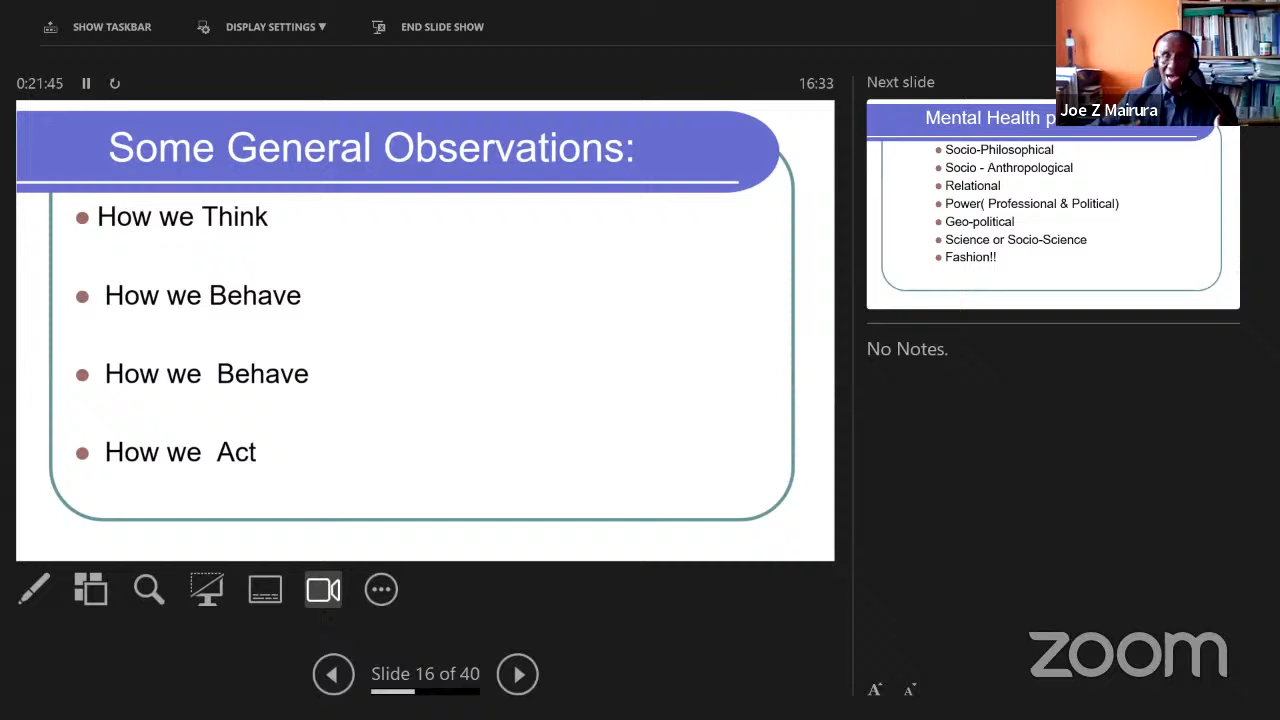 SHOW TASKBAR
DISPLAY SETTINGS ▼
END SLIDE SHOW
0:21:45
16:33
Some General Observations:
• How we Think
• How we Behave
• How we  Behave
• How we  Act
Next slide
Mental Health p
• Socio-Philosophical
• Socio - Anthropological
• Relational
• Power( Professional & Political)
• Geo-political
• Science or Socio-Science
• Fashion!!
Joe Z Mairura
No Notes.
Slide 16 of 40
A A
zoom